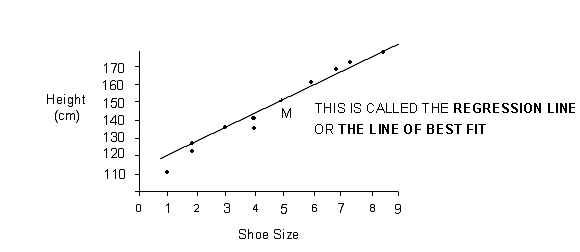 170
160
Height
150
(cm)
M
THIS IS CALLED THE REGRESSION LINE
140
OR THE LINE OF BEST FIT
130
120
110
0 1 2 3 4 5 6 7 8 9
Shoe Size